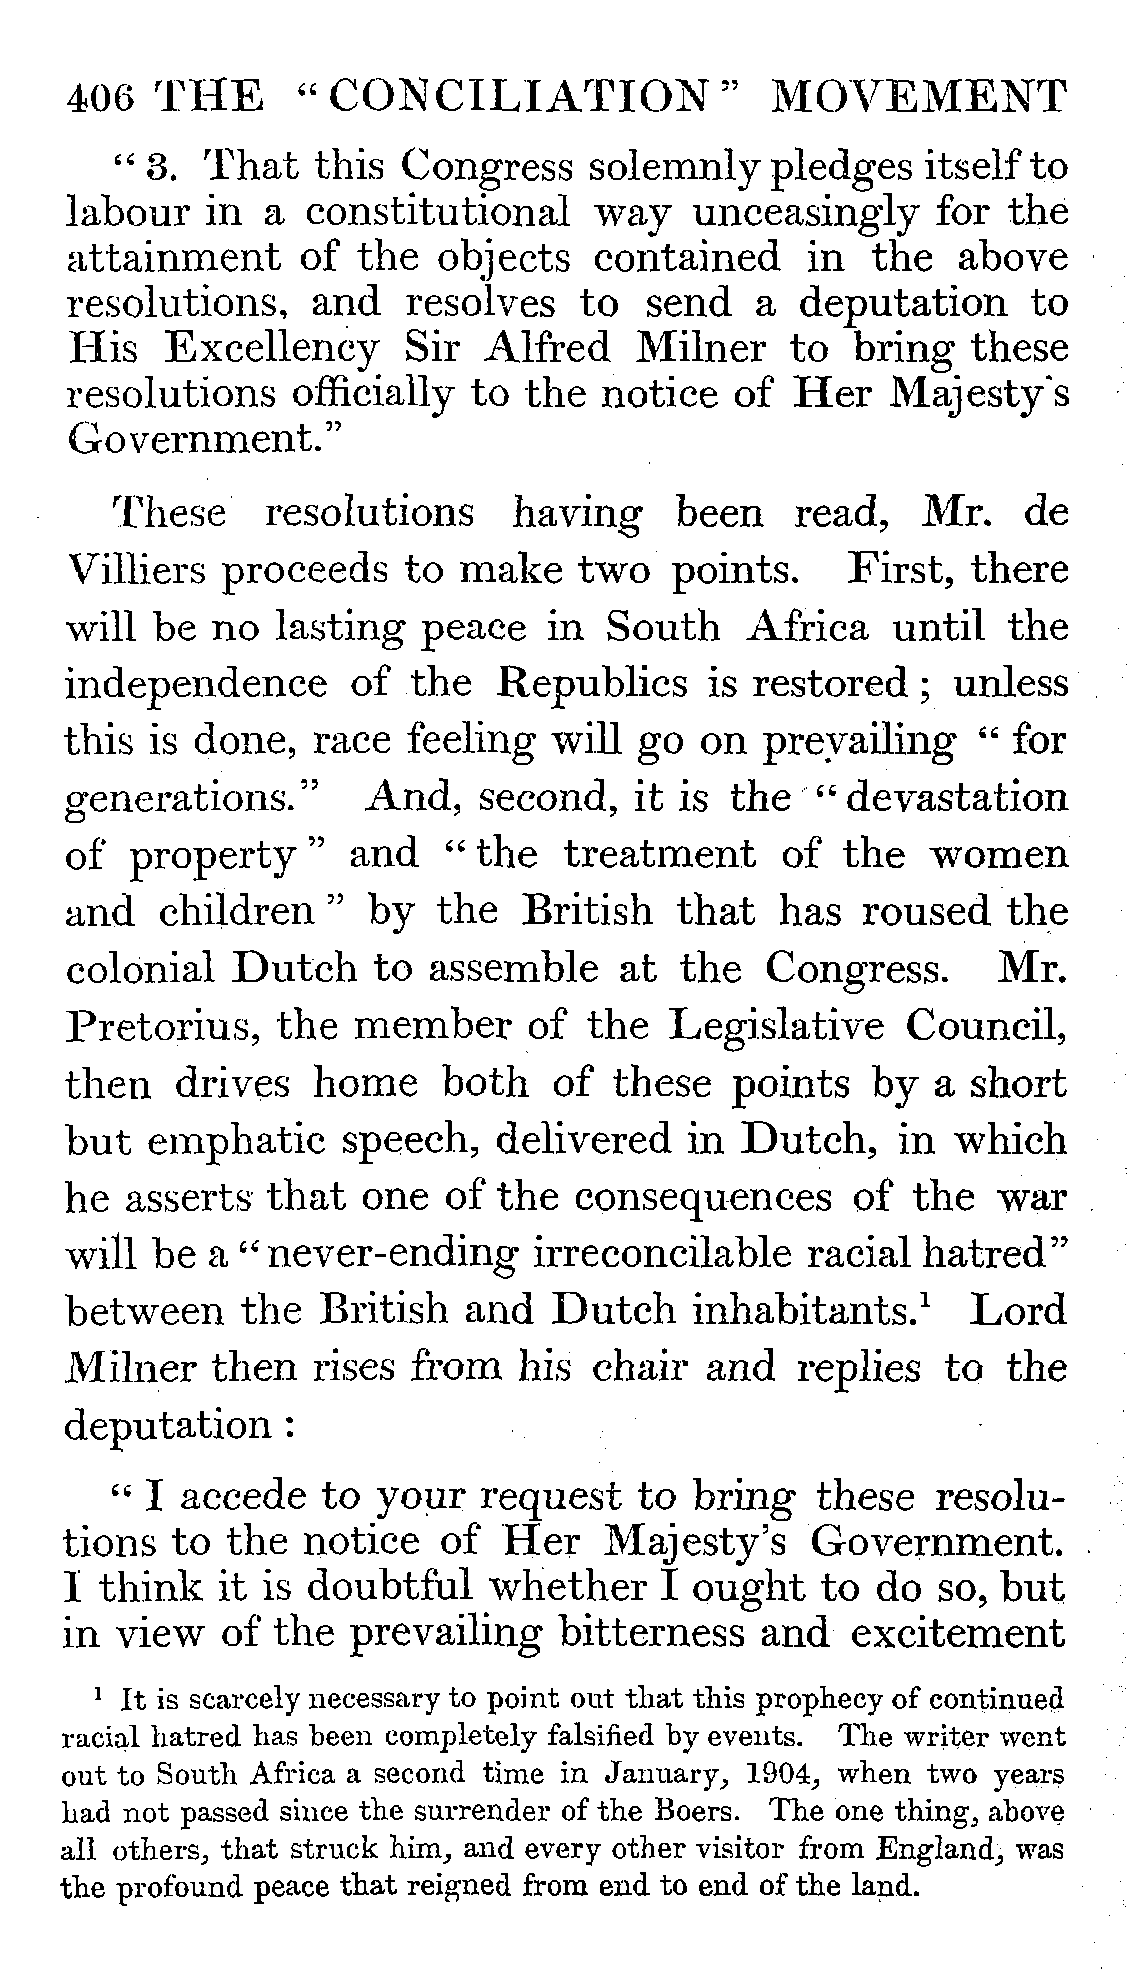 406 THE “ CONCILIATION ” MOVEMENT
“ 3. That this Congress solemnly pledges itself to
labour in a constitutional way unceasingly for the
attainment of the objects contained in the above
resolutions, and resolves to send a deputation to
His Excellency Sir Alfred Milner to bring these
resolutions officially to the notice of Her Majesty's
Government.”
These resolutions having been read, Mr. de
Villiers proceeds to make two points. First, there
will be no lasting peace in South Africa until the
independence of the Republics is restored ; unless
this is done, race feeling will go on prevailing “ for
generations.” And, second, it is the “ devastation
of property ” and “ the treatment of the women
and children ” by the British that has roused the
colonial Dutch to assemble at the Congress. Mr.
Pretorius, the member of the Legislative Council,
then drives home both of these points by a short
but emphatic speech, delivered in Dutch, in which
he asserts that one of the consequences of the war
will be a “ never-ending irreconcilable racial hatred”
between the British and Dutch inhabitants.¹ Lord
Milner then rises from his chair and replies to the
deputation :
“ I accede to your request to bring these resolu-
tions to the notice of Her Majesty's Government.
I think it is doubtful whether I ought to do so, but
in view of the prevailing bitterness and excitement
¹ It is scarcely necessary to point out that this prophecy of continued
racial hatred has been completely falsified by events. The writer went
out to South Africa a second time in January, 1904, when two years
had not passed since the surrender of the Boers. The one thing, above
all others, that struck him, and every other visitor from England, was
the profound peace that reigned from end to end of the land.